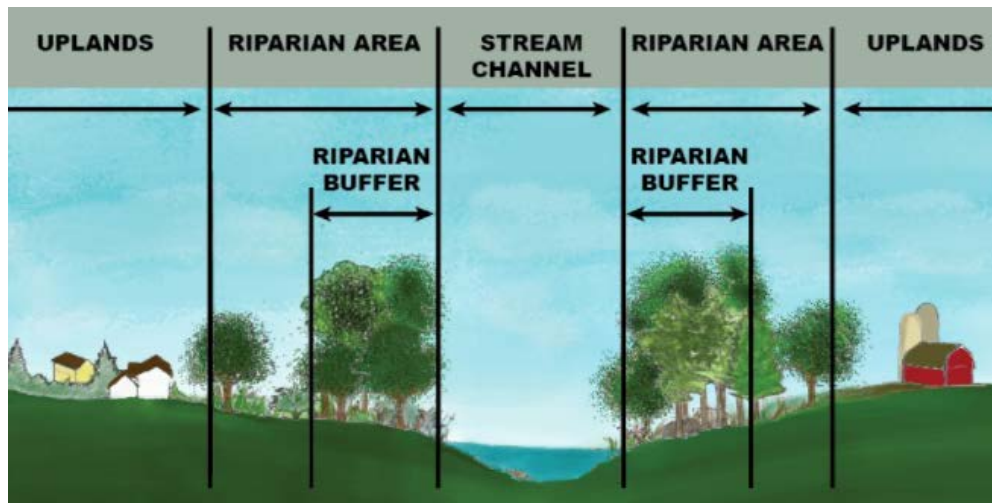 UPLANDS
RIPARIAN AREA
STREAM
CHANNEL
RIPARIAN AREA
UPLANDS
RIPARIAN
BUFFER
RIPARIAN
BUFFER